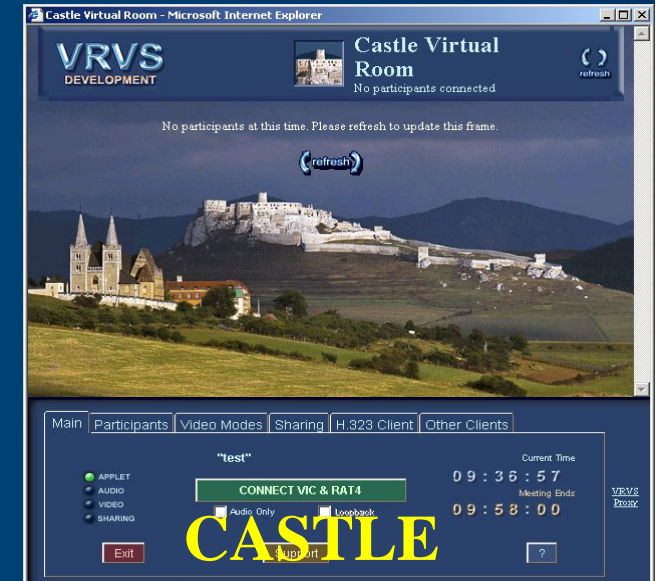 Castle Virtual Room - Microsoft Internet Explorer
VRVS
DEVELOPMENT
Castle Virtual
Room
No participants connected
refresh
No participants at this time. Please refresh to update this frame.
refresh
Main Participants Video Modes Sharing H.323 Client Other Clients
"test"
Current Time
APPLET
09:36:57
AUDIO
CONNECT VIC & RAT4
Meeting Ends
VRVS
Proxy
VIDEO
Audio Only
Loopback
09:58:00
SHARING
CASTLE
Exit
Support
?